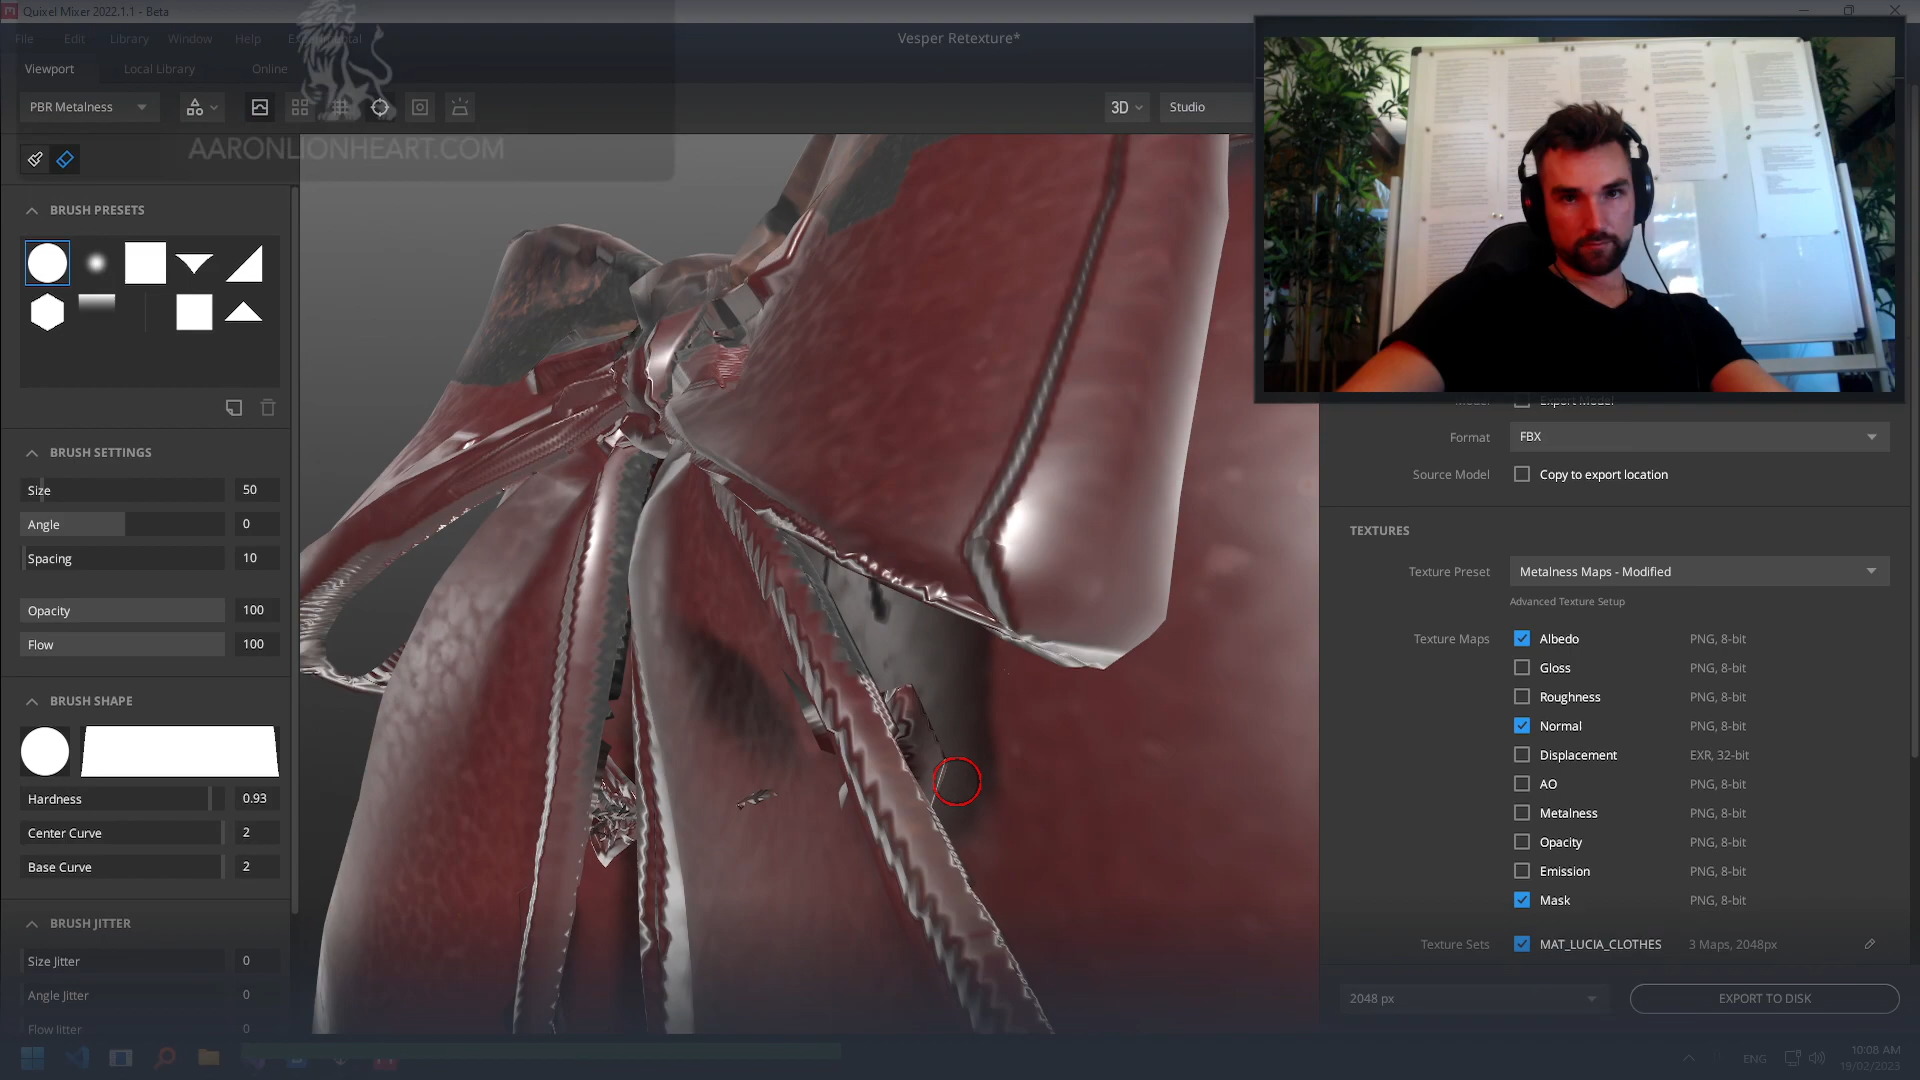 Quixel Mixer 2022.1.1 - Beta
File Edit Library Window Help
Vesper Retexture*
Viewport Local Library Online
PBR Metalness
3D Studio
AARONLIONHEART.COM
BRUSH PRESETS
BRUSH SETTINGS
Size 50
Angle 0
Spacing 10
Opacity 100
Flow 100
BRUSH SHAPE
Hardness 0.93
Center Curve 2
Base Curve 2
BRUSH JITTER
Size Jitter 0
Angle Jitter 0
Flow Jitter 0
Model Export Model
Format FBX
Source Model Copy to export location
TEXTURES
Texture Preset Metalness Maps - Modified
Advanced Texture Setup
Texture Maps Albedo PNG, 8-bit
Gloss PNG, 8-bit
Roughness PNG, 8-bit
Normal PNG, 8-bit
Displacement EXR, 32-bit
AO PNG, 8-bit
Metalness PNG, 8-bit
Opacity PNG, 8-bit
Emission PNG, 8-bit
Mask PNG, 8-bit
Texture Sets MAT_LUCIA_CLOTHES 3 Maps, 2048px
2048 px EXPORT TO DISK
ENG
10:08 AM
19/02/2023